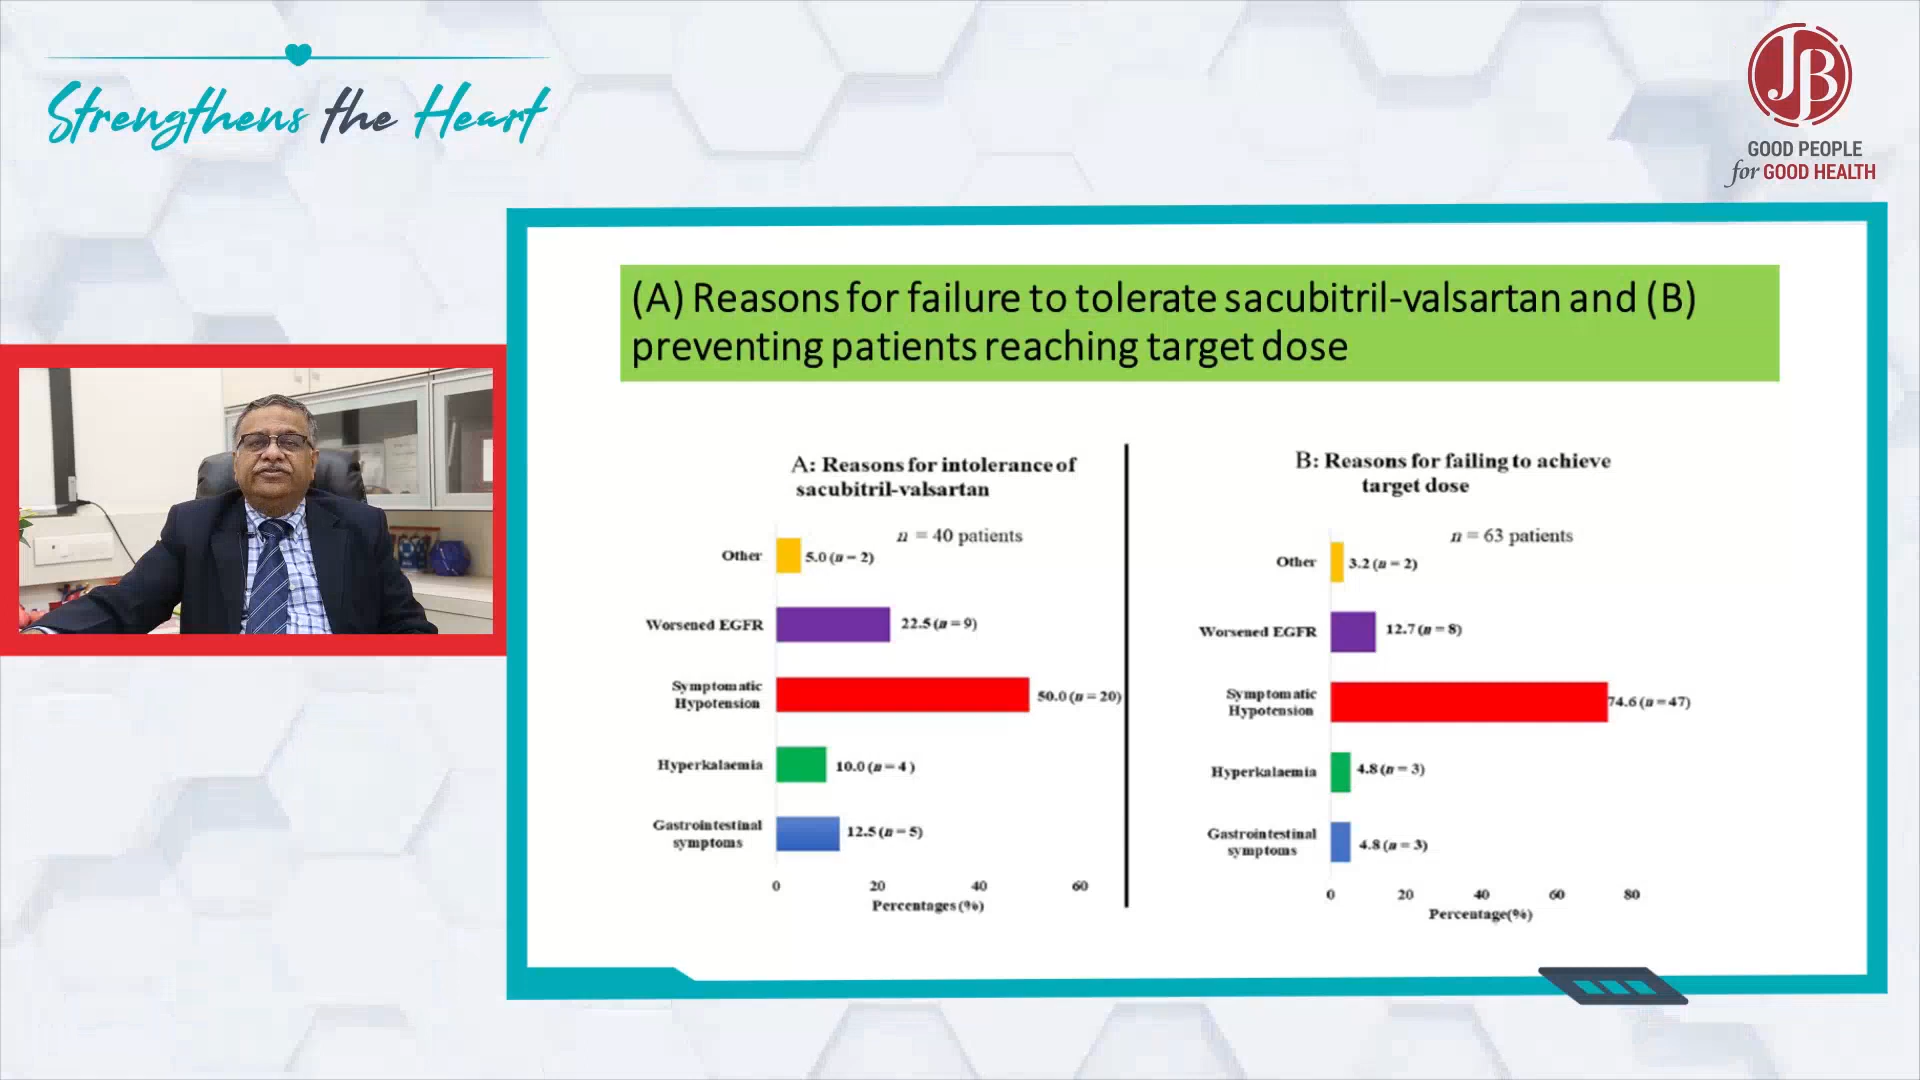 Strengthens the Heart
JB
GOOD PEOPLE
for GOOD HEALTH
(A) Reasons for failure to tolerate sacubitril-valsartan and (B)
preventing patients reaching target dose
A: Reasons for intolerance of
sacubitril-valsartan
n = 40 patients
Other
5.0 (n = 2)
Worsened EGFR
22.5 (n = 9)
Symptomatic
Hypotension
50.0 (n = 20)
Hyperkalaemia
10.0 (n = 4 )
Gastrointestinal
symptoms
12.5 (n = 5)
0 20 40 60
Percentages (%)
B: Reasons for failing to achieve
target dose
n = 63 patients
Other
3.2 (n = 2)
Worsened EGFR
12.7 (n = 8)
Symptomatic
Hypotension
74.6 (n = 47)
Hyperkalaemia
4.8 (n = 3)
Gastrointestinal
symptoms
4.8 (n = 3)
0 20 40 60 80
Percentage(%)